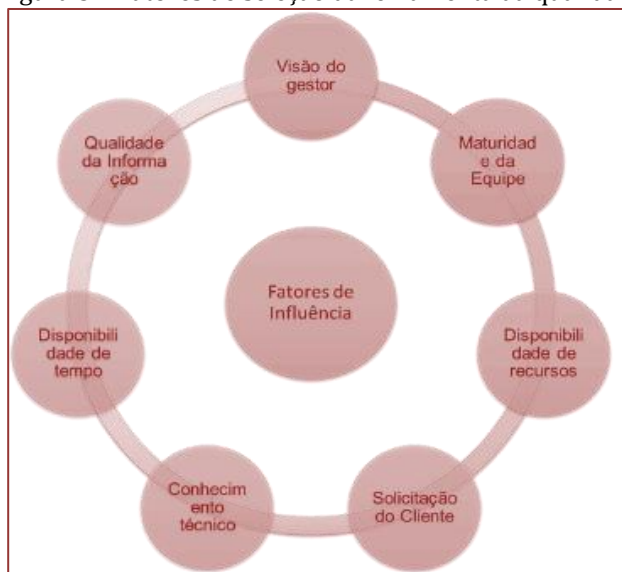 Visão do
gestor
Maturidad
e da
Equipe
Disponibili
dade de
recursos
Solicitação
do Cliente
Conhecim
ento
técnico
Disponibili
dade de
tempo
Qualidade
da Informa
ção
Fatores de
Influência